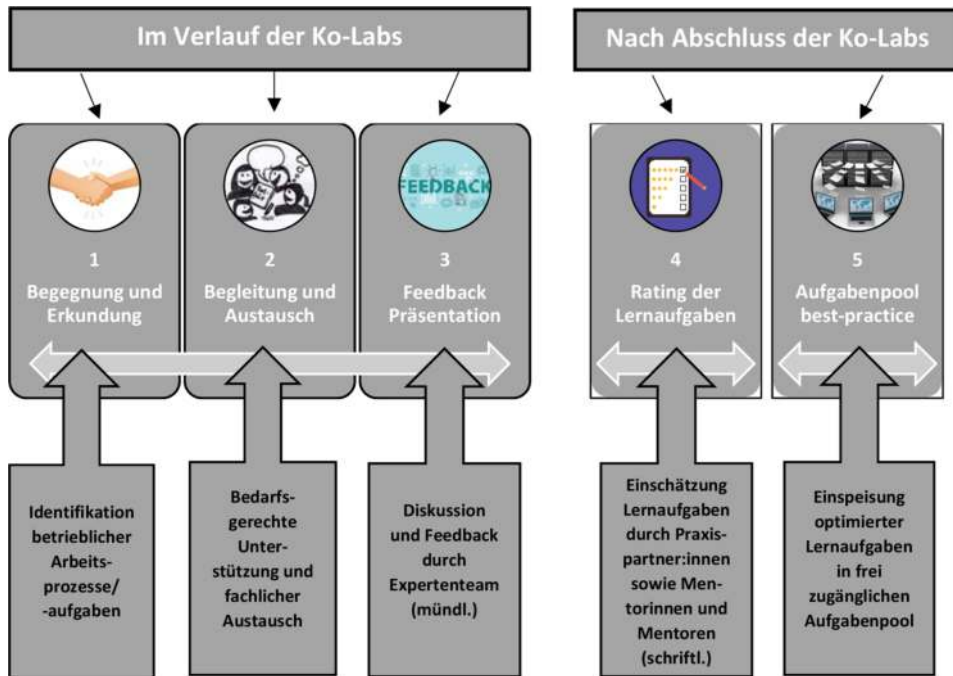 Im Verlauf der Ko-Labs
Nach Abschluss der Ko-Labs
FEEDBACK
1
Begegnung und
Erkundung
2
Begleitung und
Austausch
3
Feedback
Präsentation
4
Rating der
Lernaufgaben
5
Aufgabenpool
best-practice
Identifikation
betrieblicher
Arbeits-
prozesse/
-aufgaben
Bedarfs-
gerechte
Unter-
stützung und
fachlicher
Austausch
Diskussion
und Feedback
durch
Expertenteam
(mündl.)
Einschätzung
Lernaufgaben
durch Praxis-
partner:innen
sowie Men-
torinnen und
Mentoren
(schriftl.)
Einspeisung
optimierter
Lernaufgaben
in frei
zugänglichen
Aufgabenpool